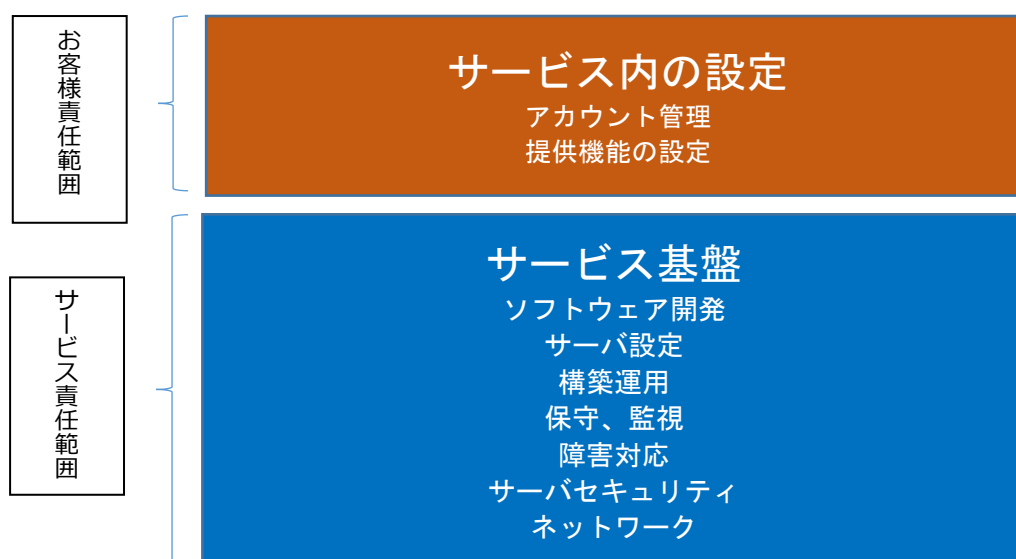 お客様責任範囲
サービス内の設定
アカウント管理
提供機能の設定
サービス責任範囲
サービス基盤
ソフトウェア開発
サーバ設定
構築運用
保守、監視
障害対応
サーバセキュリティ
ネットワーク